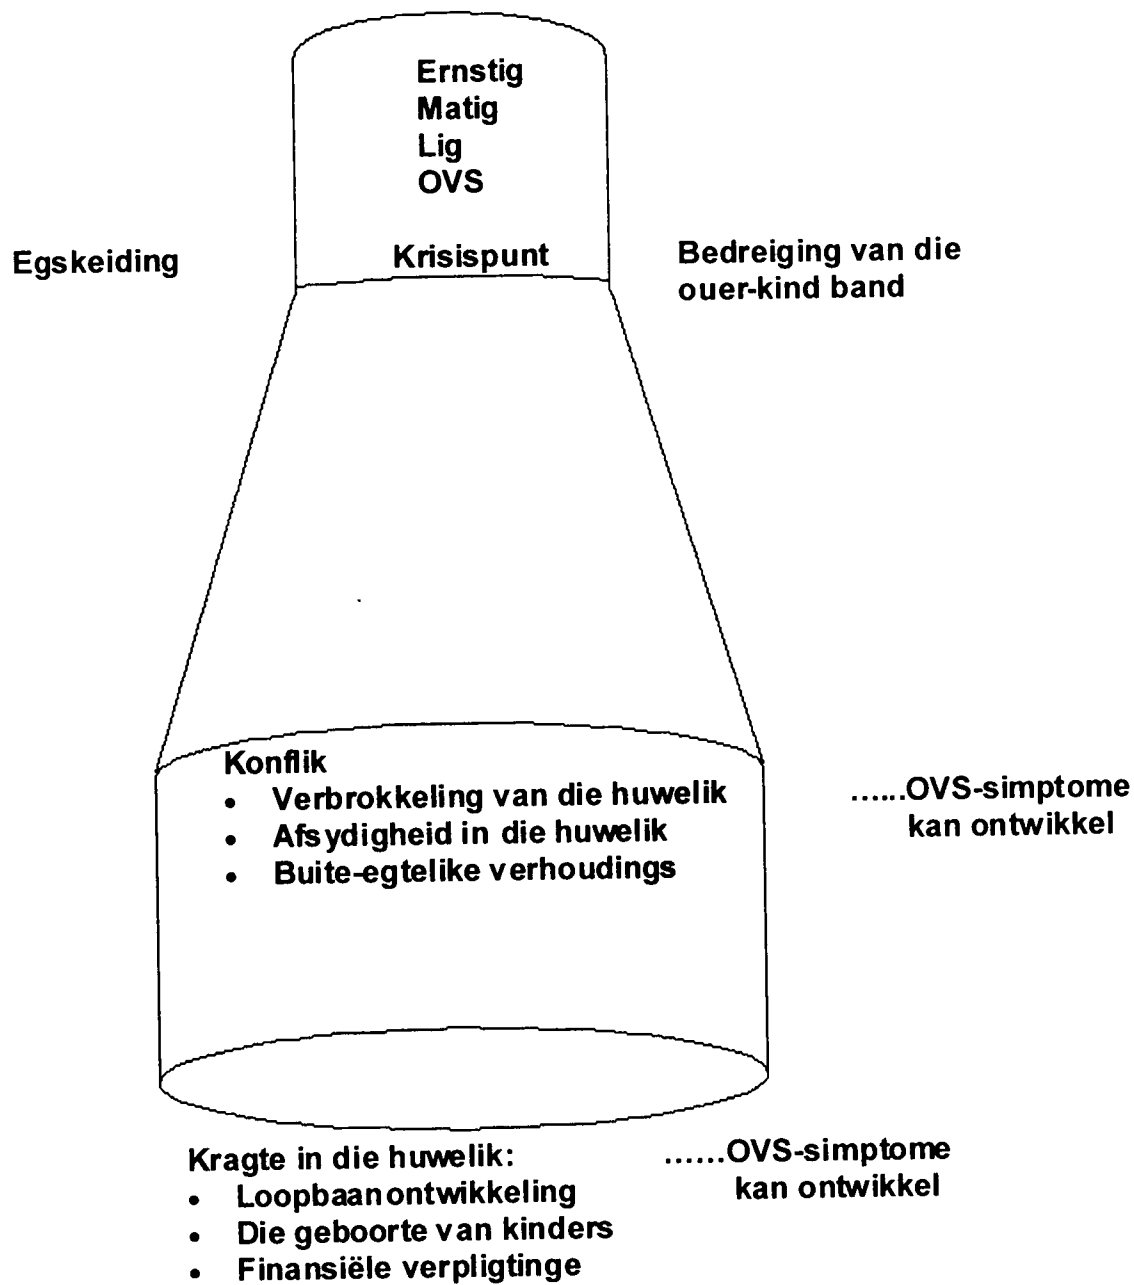 Ernstig
Matig
Lig
OVS
Egskeiding
Krisispunt
Bedreiging van die
ouer-kind band
Konflik
• Verbrokkeling van die huwelik
• Afsydigheid in die huwelik
• Buite-egtelike verhoudings
......OVS-simptome
kan ontwikkel
Kragte in die huwelik:
• Loopbaanontwikkeling
• Die geboorte van kinders
• Finansiële verpligtinge
......OVS-simptome
kan ontwikkel